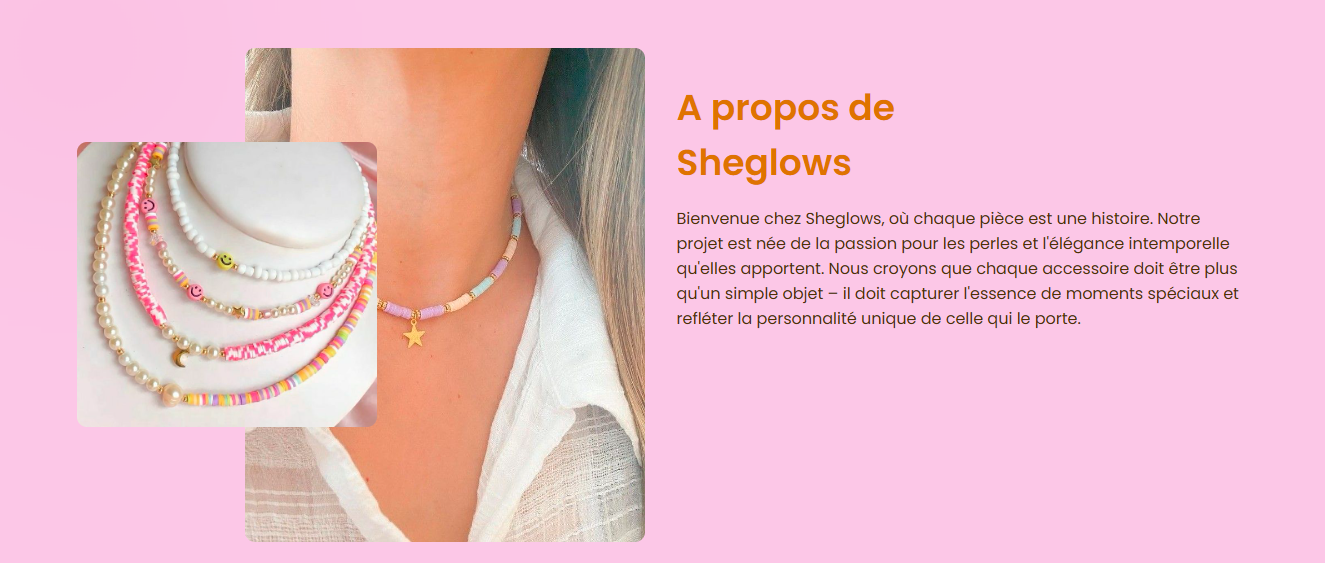 A propos de
Sheglows
Bienvenue chez Sheglows, où chaque pièce est une histoire. Notre
projet est née de la passion pour les perles et l'élégance intemporelle
qu'elles apportent. Nous croyons que chaque accessoire doit être plus
qu'un simple objet – il doit capturer l'essence de moments spéciaux et
refléter la personnalité unique de celle qui le porte.